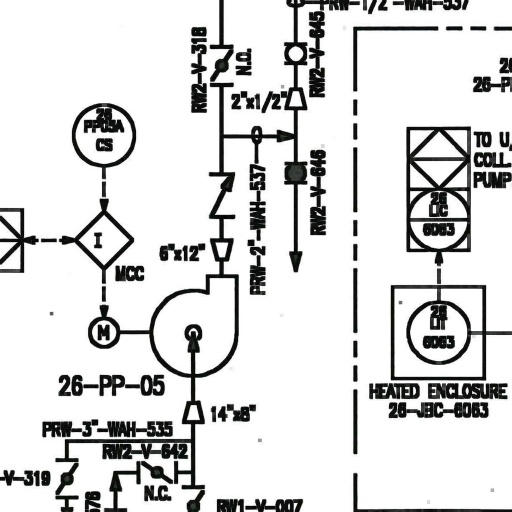 PRW-1/2"-WAH-537
RW2-V-318
N.O.
RW2-V-645
2"x1/2"
26
PP05A
CS
TO U
COLL.
PUMP
26
LIC
6063
RW2-V-646
PRW-2"-WAH-537
6"x12"
I
MCC
M
26
LIT
6063
26-PP-05
HEATED ENCLOSURE
26-JBC-6063
14"x8"
PRW-3"-WAH-535
RW2-V-642
-V-319
N.C.
576
RW1-V-007